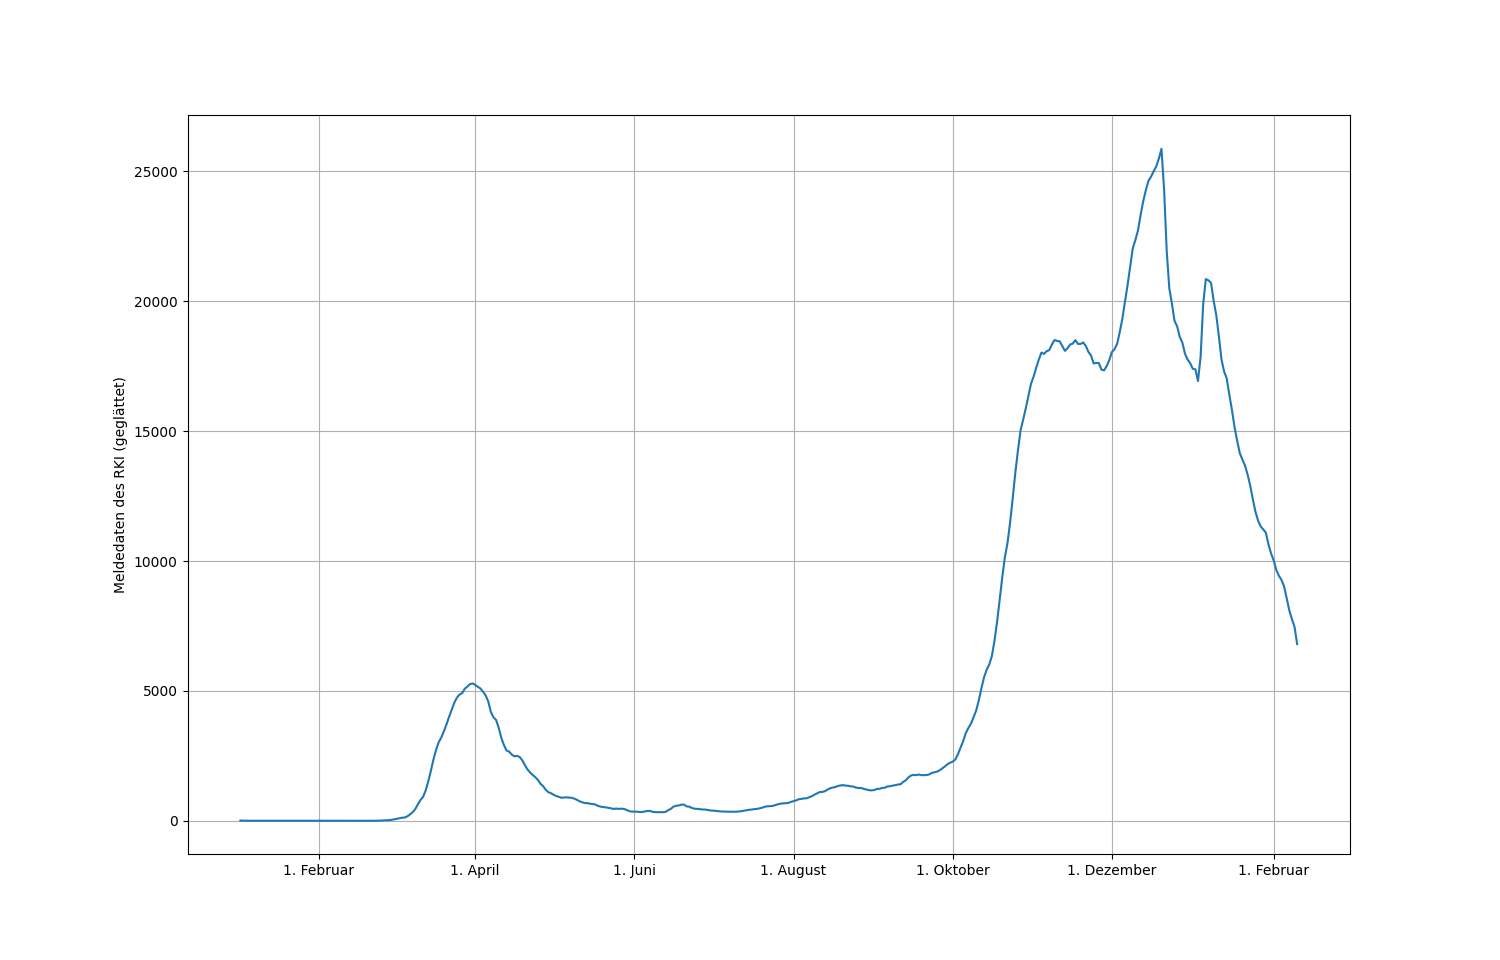 Meldedaten des RKI (geglättet)
25000
20000
15000
10000
5000
0
1. Februar
1. April
1. Juni
1. August
1. Oktober
1. Dezember
1. Februar